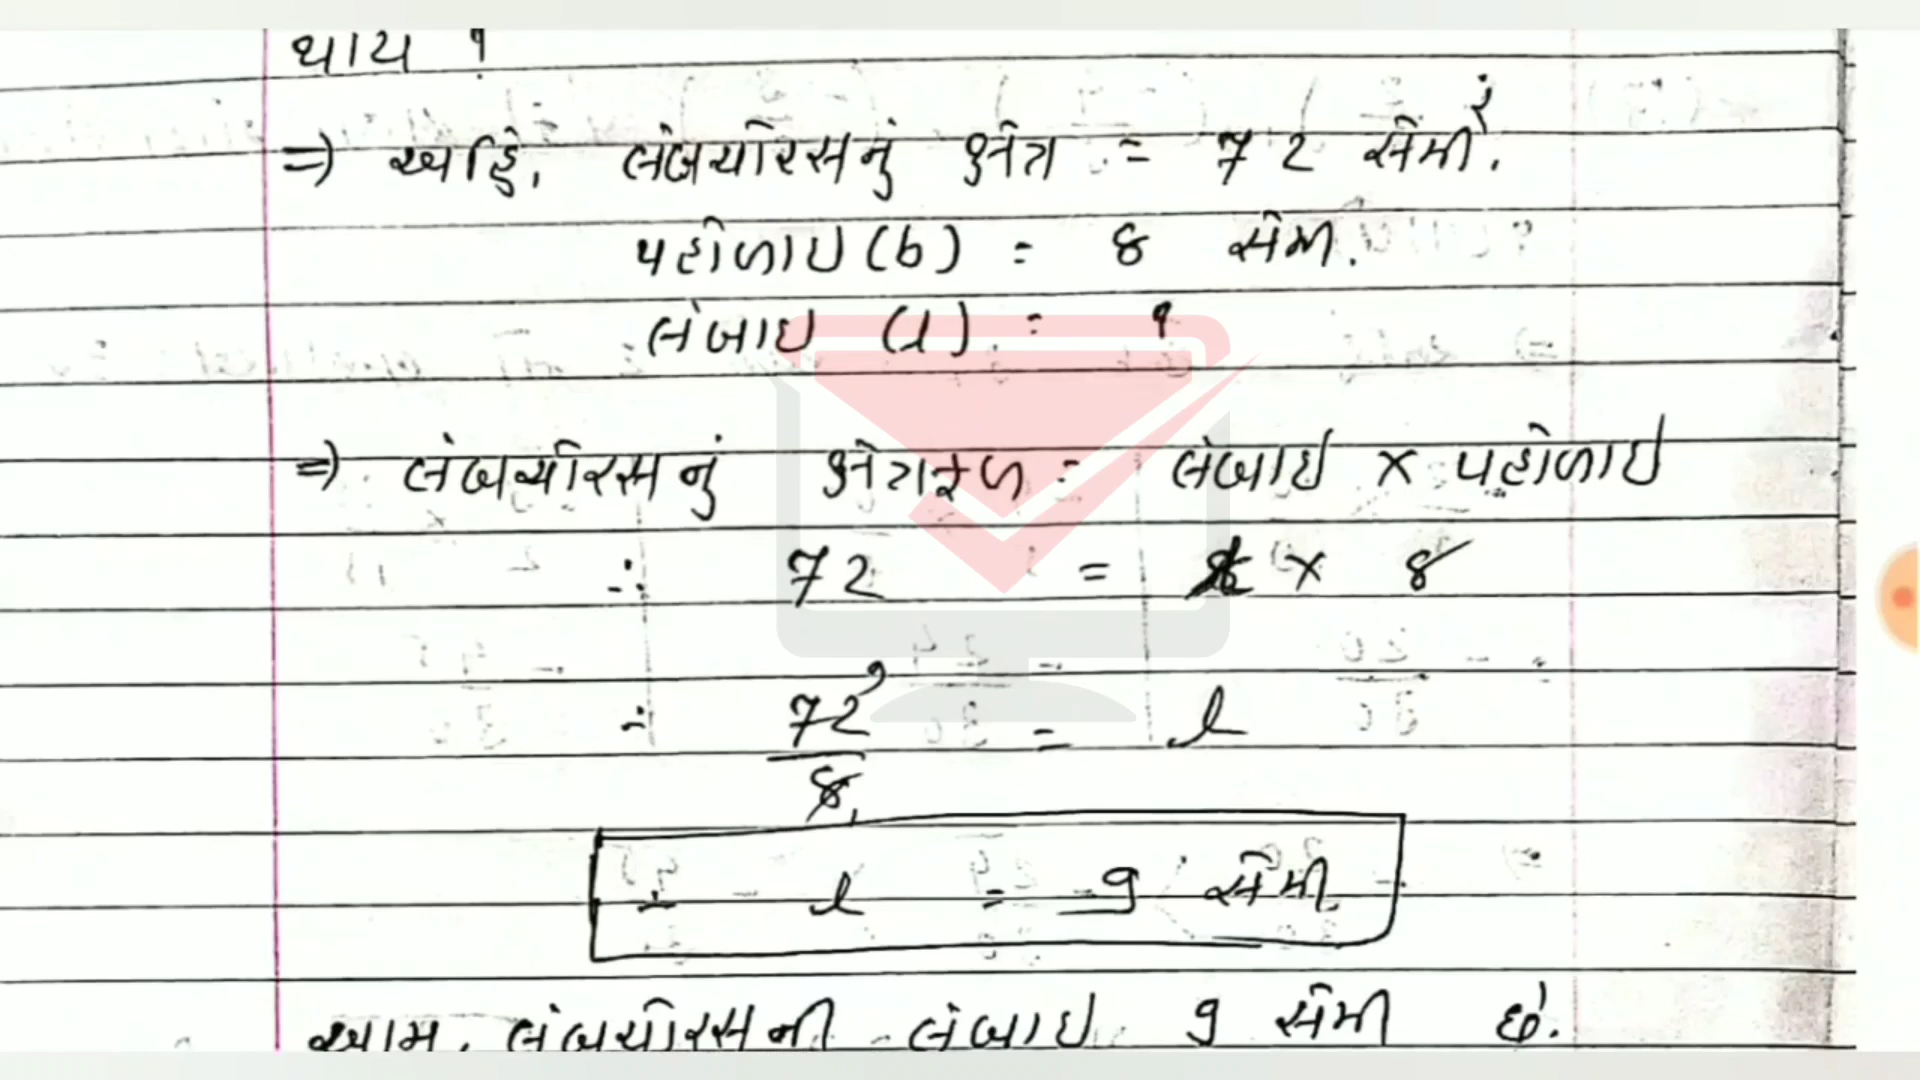 થાય ?
=> અહિં, લંબચોરસનું ક્ષેત્ર = 72 સેમી².
પહોળાઇ (b) = 8 સેમી.
લંબાઇ (l) = ?
=> લંબચોરસનું ક્ષેત્રફળ = લંબાઇ × પહોળાઇ
∴ 72 = l × 8
∴ 72 9 = l
8
∴ l = 9 સેમી
આમ, લંબચોરસની લંબાઇ 9 સેમી છે.